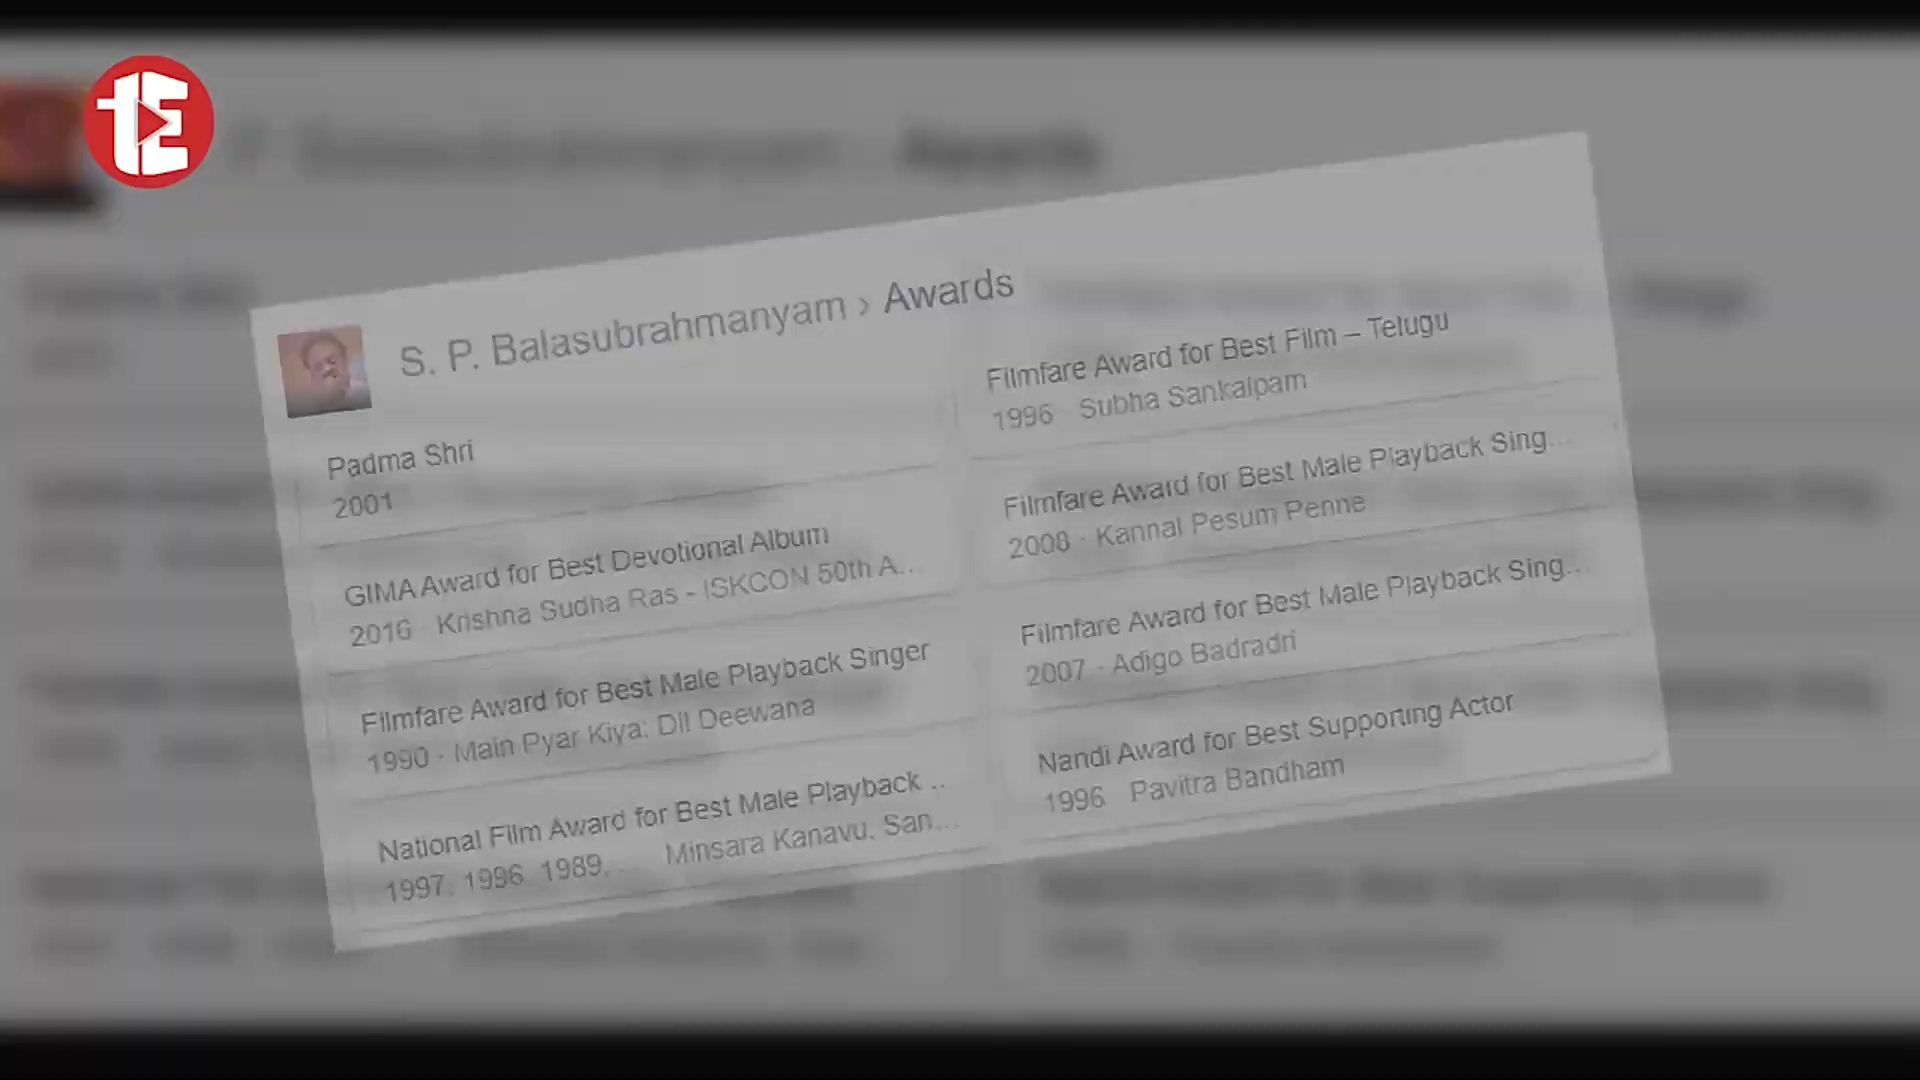 tE
S. P. Balasubrahmanyam › Awards
Padma Shri
2001
GIMA Award for Best Devotional Album
2016 · Krishna Sudha Ras - ISKCON 50th A...
Filmfare Award for Best Male Playback Singer
1990 · Main Pyar Kiya: Dil Deewana
National Film Award for Best Male Playback ...
1997, 1996, 1989, ... Minsara Kanavu, San...
Filmfare Award for Best Film – Telugu
1996 · Subha Sankalpam
Filmfare Award for Best Male Playback Sing...
2008 · Kannal Pesum Penne
Filmfare Award for Best Male Playback Sing...
2007 · Adigo Badradri
Nandi Award for Best Supporting Actor
1996 · Pavitra Bandham